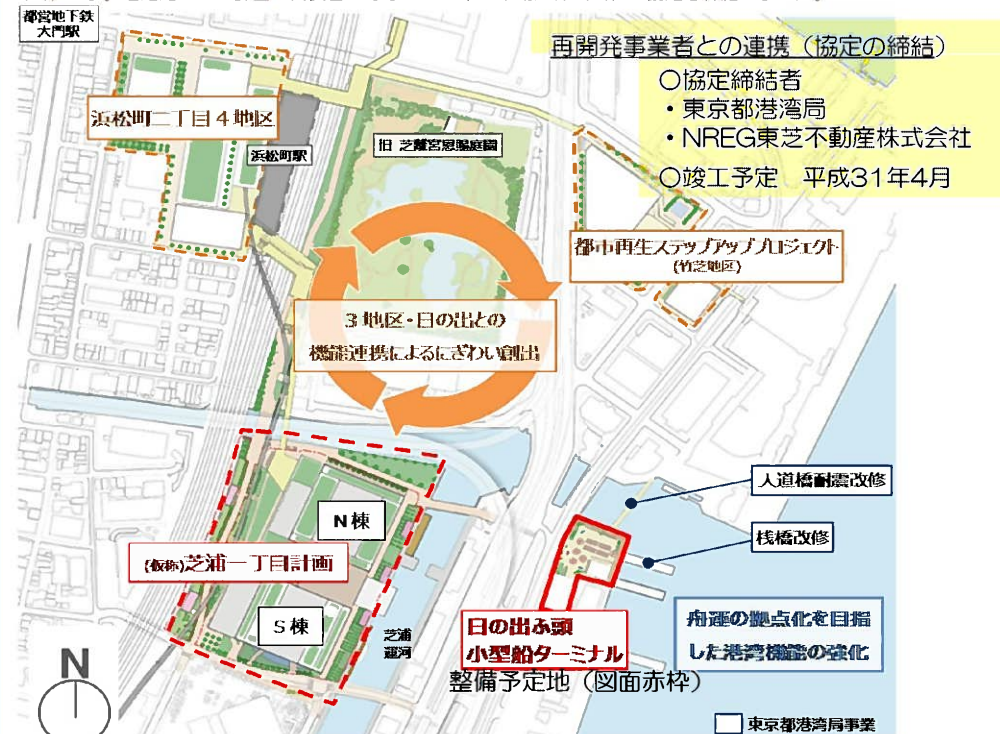 都営地下鉄
大門駅
再開発事業者との連携（協定の締結）
○協定締結者
・東京都港湾局
・NREG東芝不動産株式会社
○竣工予定　平成31年4月
浜松町二丁目4地区
浜松町駅
旧 芝離宮恩賜庭園
都市再生ステップアッププロジェクト
(竹芝地区)
3地区・日の出との
機能連携によるにぎわい創出
N棟
(仮称)芝浦一丁目計画
S棟
芝浦
運河
人道橋耐震改修
桟橋改修
日の出ふ頭
小型船ターミナル
整備予定地（図面赤枠）
舟運の拠点化を目指
した港湾機能の強化
N
東京都港湾局事業